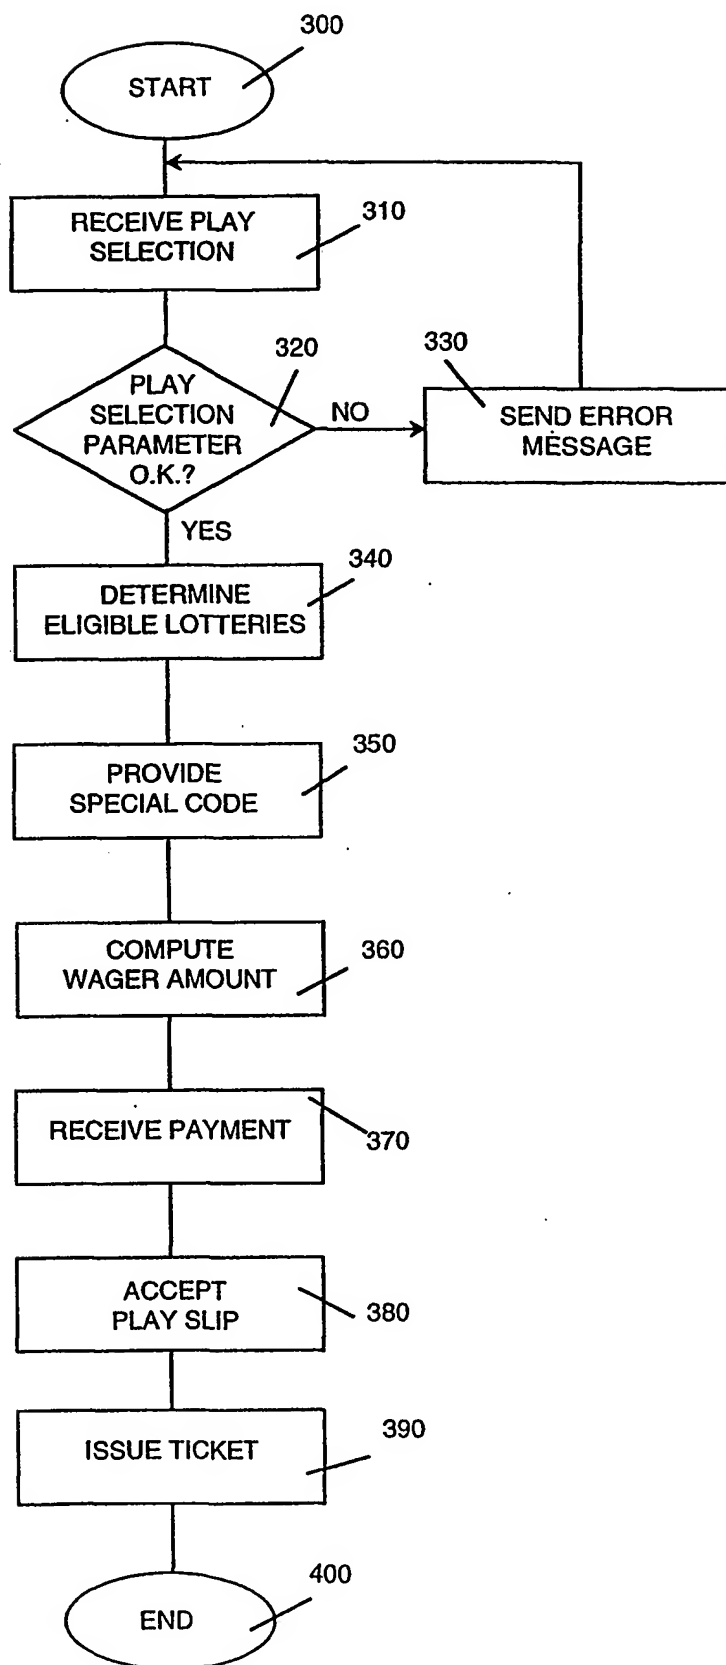 300
START
RECEIVE PLAY
SELECTION
310
320
PLAY
SELECTION
PARAMETER
O.K.?
NO
330
SEND ERROR
MESSAGE
YES
340
DETERMINE
ELIGIBLE LOTTERIES
350
PROVIDE
SPECIAL CODE
360
COMPUTE
WAGER AMOUNT
RECEIVE PAYMENT
370
ACCEPT
PLAY SLIP
380
390
ISSUE TICKET
400
END